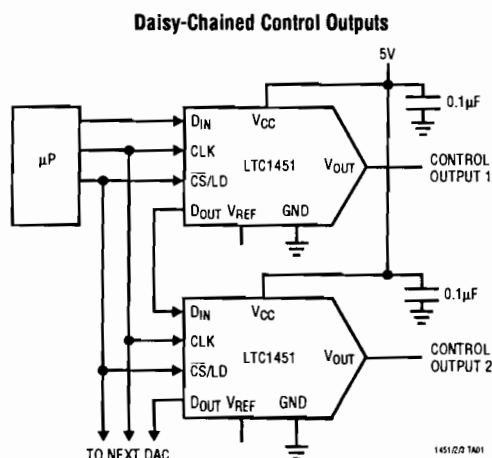 Daisy-Chained Control Outputs
5V
0.1µF
µP
DIN
VCC
CLK
LTC1451
VOUT
CONTROL
OUTPUT 1
CS/LD
DOUT
VREF
GND
0.1µF
DIN
VCC
CLK
LTC1451
VOUT
CONTROL
OUTPUT 2
CS/LD
DOUT
VREF
GND
TO NEXT DAC
1451/2/3 TA01